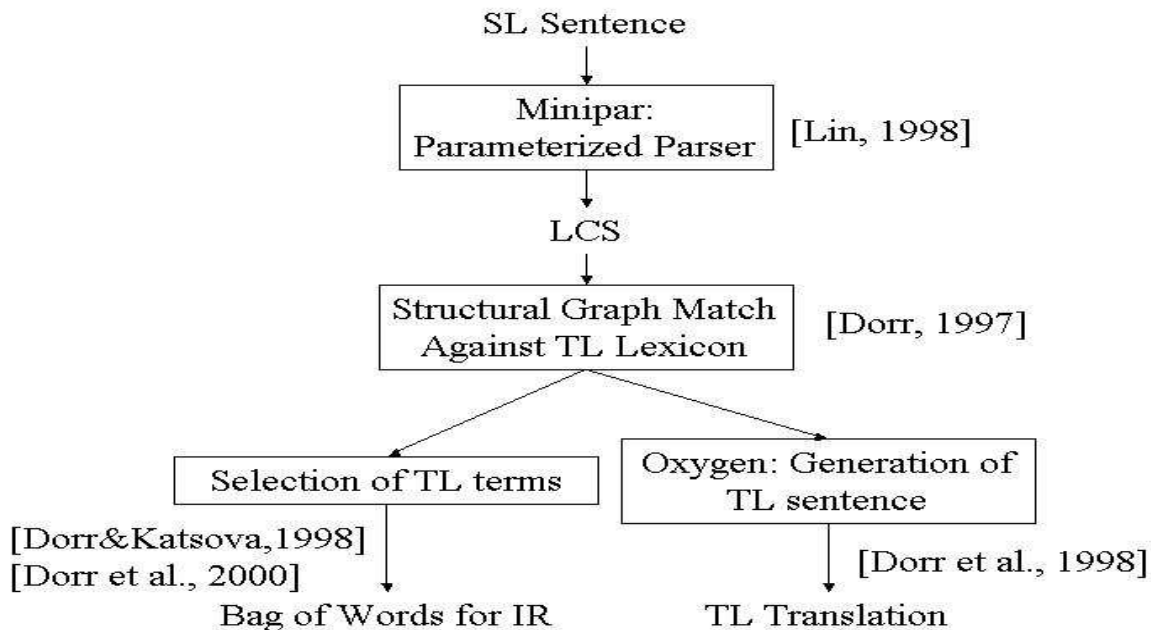 SL Sentence
Minipar:
Parameterized Parser
[Lin, 1998]
LCS
Structural Graph Match
Against TL Lexicon
[Dorr, 1997]
Selection of TL terms
Oxygen: Generation of
TL sentence
[Dorr&Katsova,1998]
[Dorr et al., 2000]
[Dorr et al., 1998]
Bag of Words for IR
TL Translation